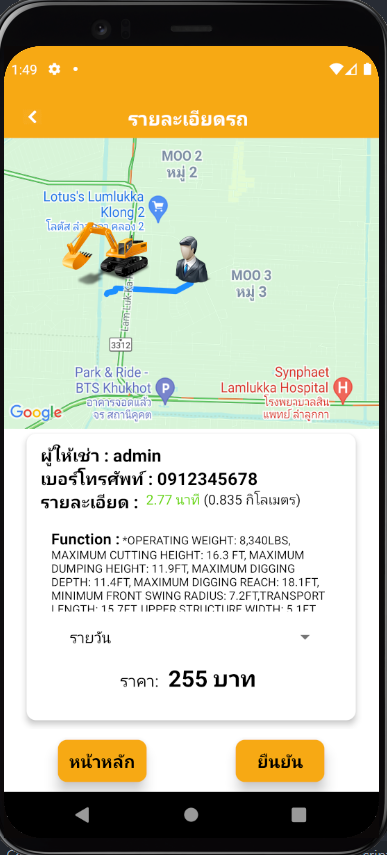 1:49
รายละเอียดรถ
MOO 2
หมู่ 2
Lotus's Lumlukka
Klong 2
โลตัส ลำลูกกา คลอง 2
MOO 3
หมู่ 3
3312
Park & Ride -
BTS Khukhot
อาคารจอดแล้ว
จร สถานีคูคต
Synphaet
Lamlukka Hospital
โรงพยาบาลสิน
แพทย์ ลำลูกกา
Google
ผู้ให้เช่า : admin
เบอร์โทรศัพท์ : 0912345678
รายละเอียด : 2.77 นาที (0.835 กิโลเมตร)
Function : *OPERATING WEIGHT: 8,340LBS,
MAXIMUM CUTTING HEIGHT: 16.3 FT, MAXIMUM
DUMPING HEIGHT: 11.9FT, MAXIMUM DIGGING
DEPTH: 11.4FT, MAXIMUM DIGGING REACH: 18.1FT,
MINIMUM FRONT SWING RADIUS: 7.2FT,TRANSPORT
LENGTH: 15.7FT UPPER STRUCTURE WIDTH: 5.1FT
รายวัน
ราคา: 255 บาท
หน้าหลัก
ยืนยัน